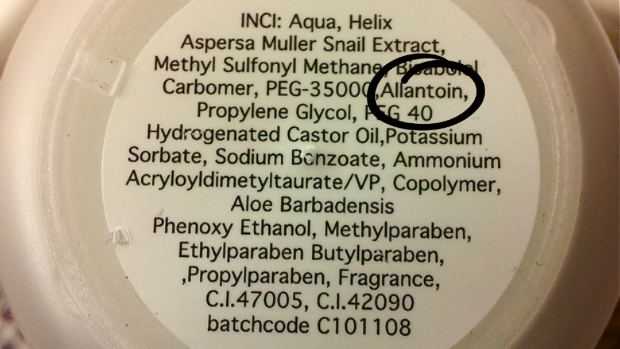 INCI: Aqua, Helix
Aspersa Muller Snail Extract,
Methyl Sulfonyl Methane, Bisabolol
Carbomer, PEG-35000,Allantoin,
Propylene Glycol, PEG 40
Hydrogenated Castor Oil,Potassium
Sorbate, Sodium Bonzoate, Ammonium
Acryloyldimetyltaurate/VP, Copolymer,
Aloe Barbadensis
Phenoxy Ethanol, Methylparaben,
Ethylparaben Butylparaben,
,Propylparaben, Fragrance,
C.I.47005, C.I.42090
batchcode C101108